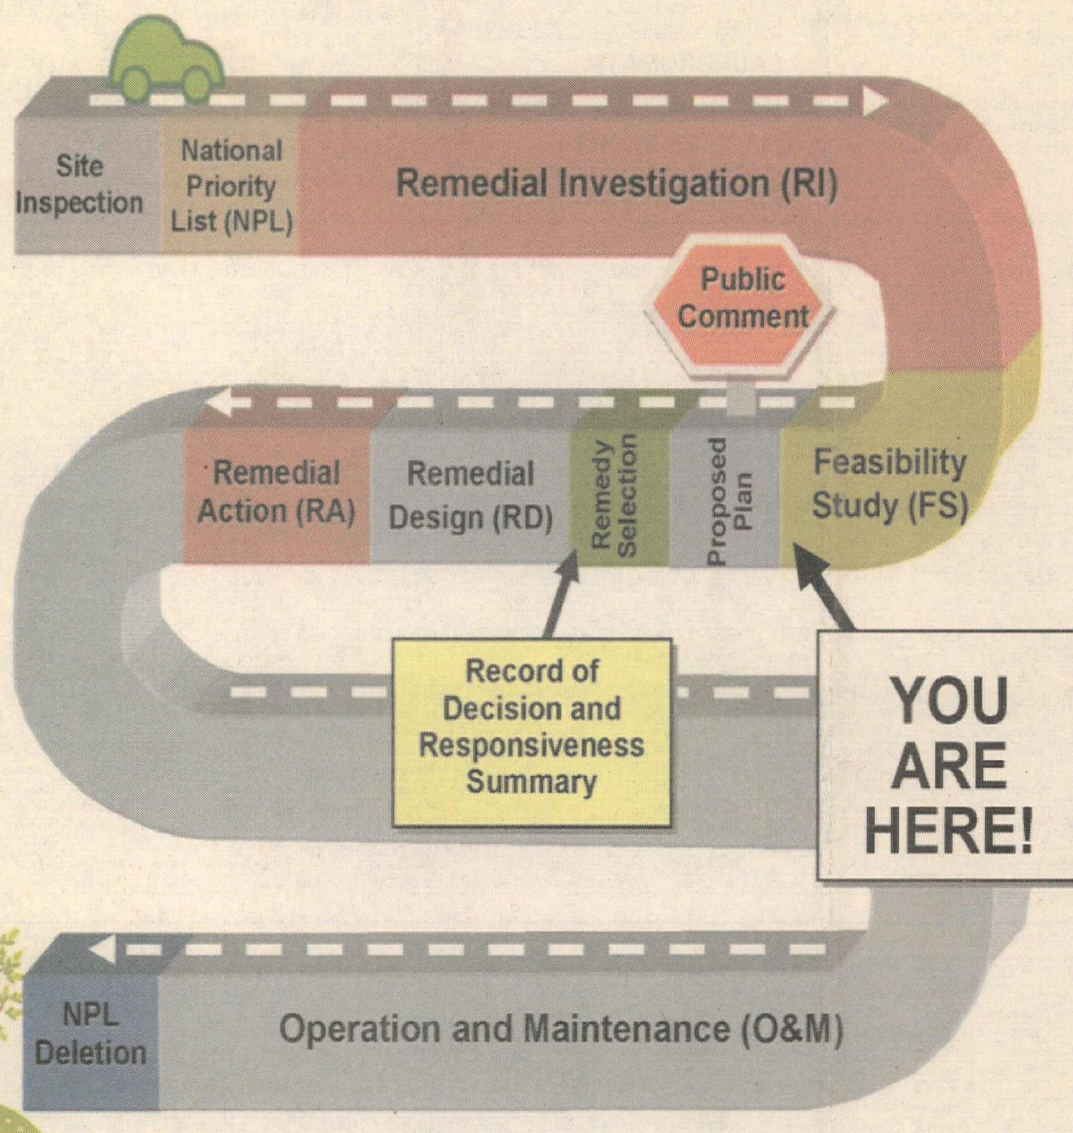 Site
Inspection
National
Priority
List (NPL)
Remedial Investigation (RI)
Public
Comment
Feasibility
Study (FS)
Proposed
Plan
Remedy
Selection
Remedial
Design (RD)
Remedial
Action (RA)
Record of
Decision and
Responsiveness
Summary
YOU
ARE
HERE!
Operation and Maintenance (O&M)
NPL
Deletion